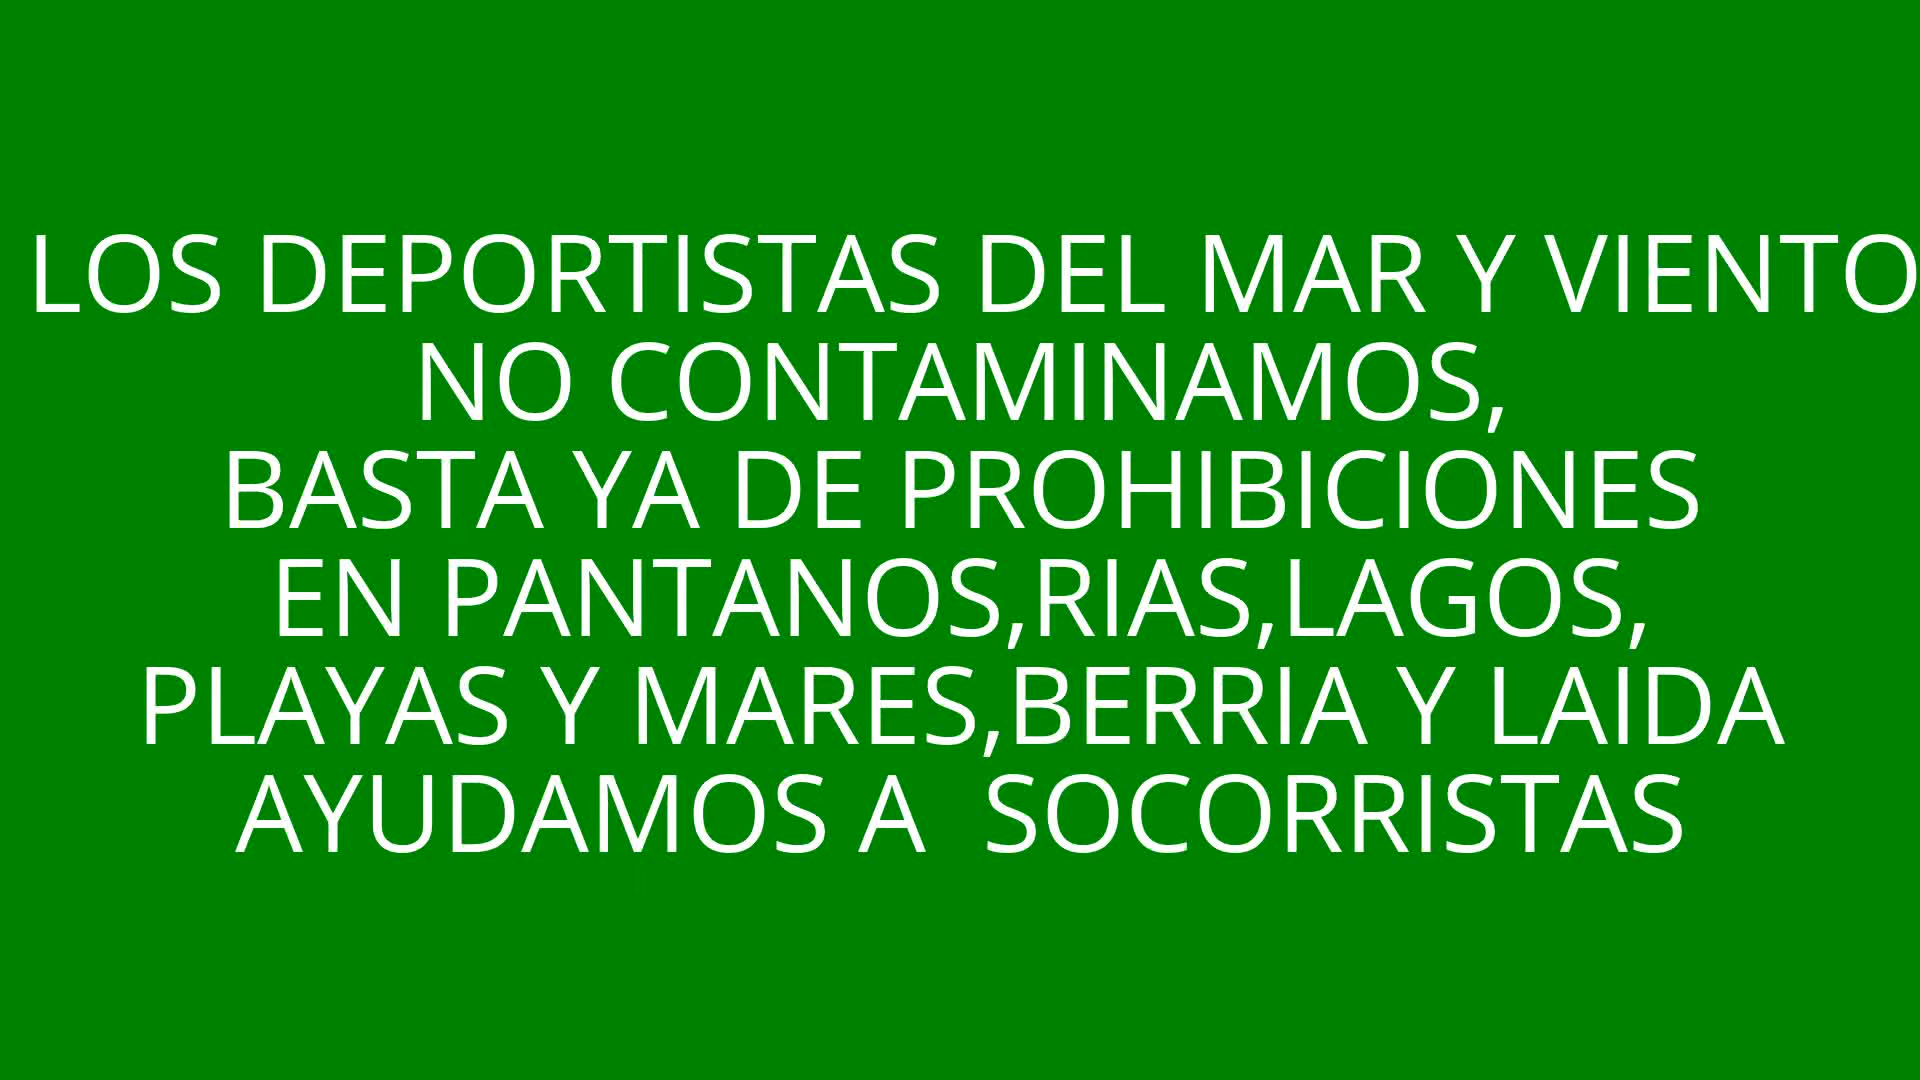 LOS DEPORTISTAS DEL MAR Y VIENTO
NO CONTAMINAMOS,
BASTA YA DE PROHIBICIONES
EN PANTANOS,RIAS,LAGOS,
PLAYAS Y MARES,BERRIA Y LAIDA
AYUDAMOS A  SOCORRISTAS